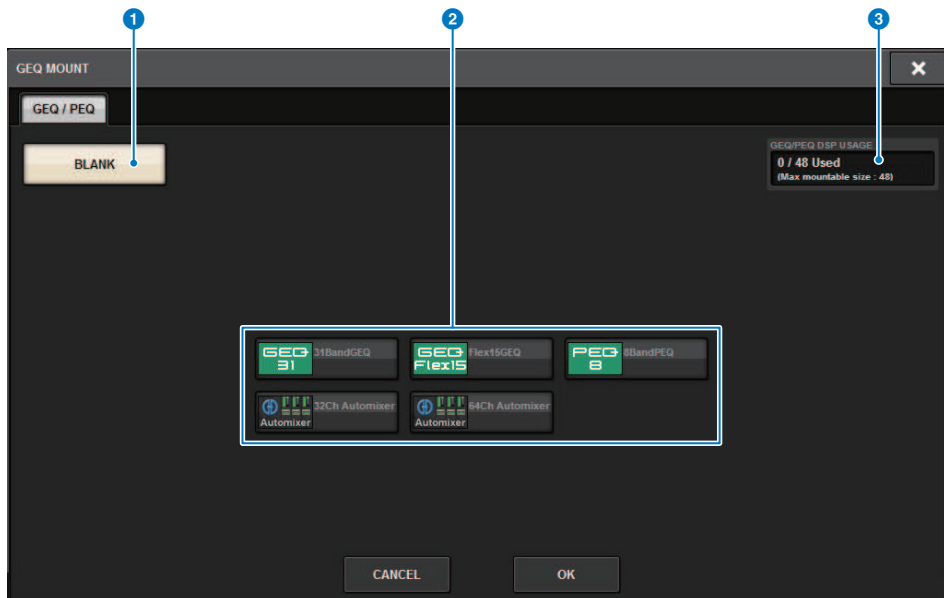 1 2 3
GEQ MOUNT
GEQ / PEQ
BLANK
GEQ/PEQ DSP USAGE
0 / 48 Used
(Max mountable size : 48)
GEQ 31 31BandGEQ
GEQ Flex15 Flex15GEQ
PEQ 8 8BandPEQ
Automixer 32Ch Automixer
Automixer 64Ch Automixer
CANCEL OK